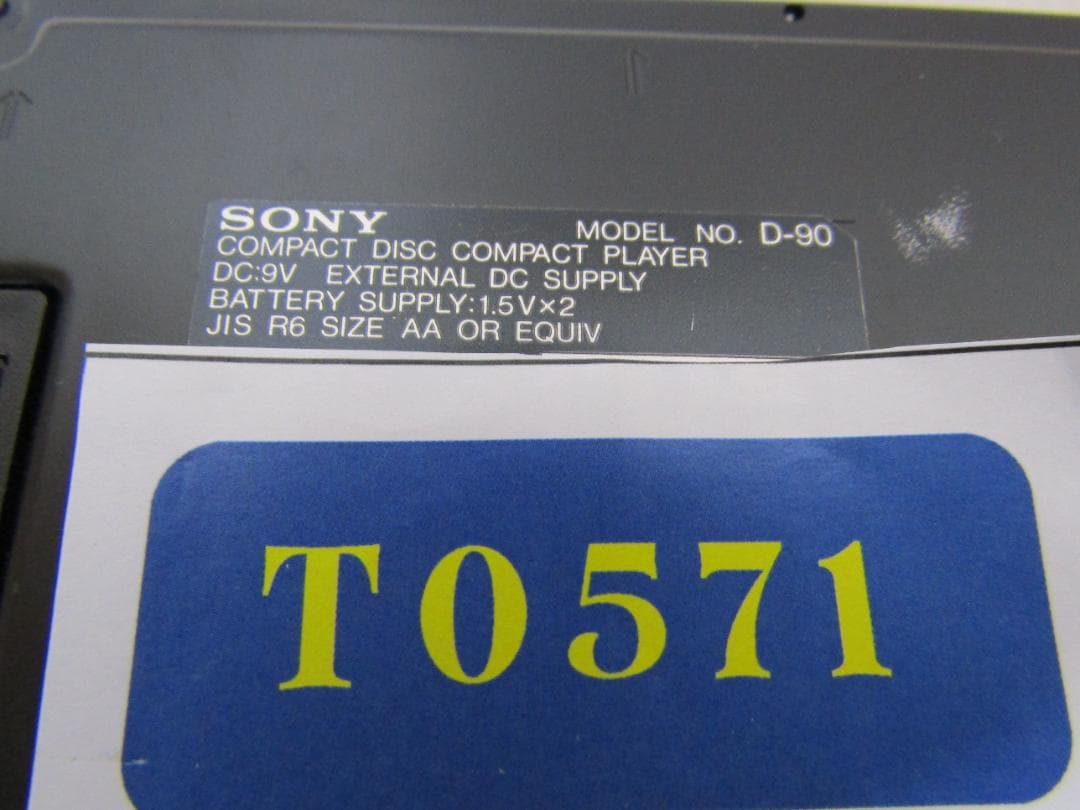 SONY MODEL NO. D-90
COMPACT DISC COMPACT PLAYER
DC:9V EXTERNAL DC SUPPLY
BATTERY SUPPLY:1.5V×2
JIS R6 SIZE AA OR EQUIV
T0571